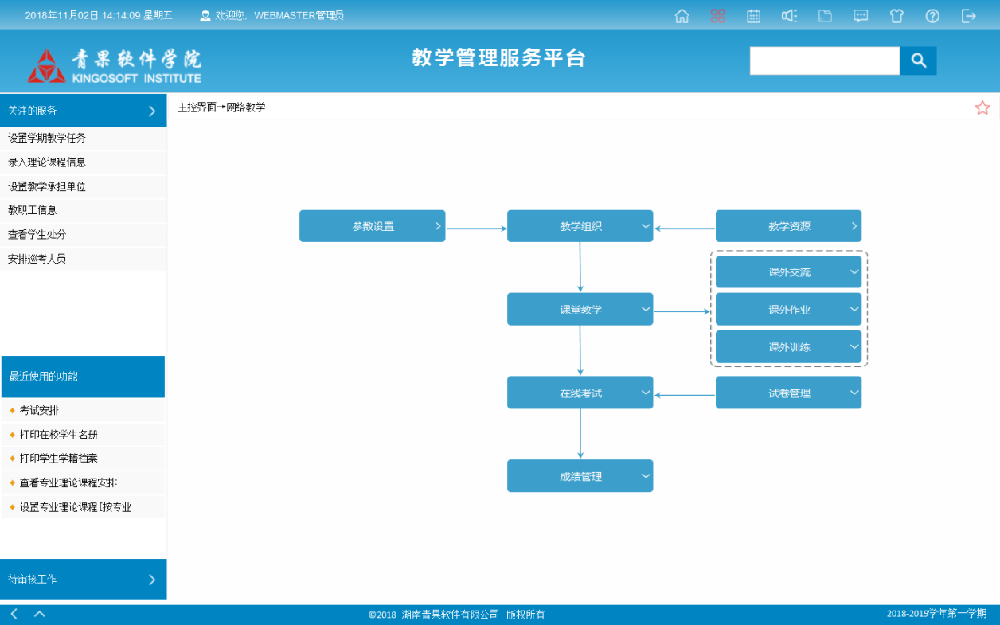 2018年11月02日 14:14:09 星期五
欢迎您，WEBMASTER管理员
青果软件学院
KINGOSOFT INSTITUTE
教学管理服务平台
关注的服务
设置学期教学任务
录入理论课程信息
设置教学承担单位
教职工信息
查看学生处分
安排巡考人员
最近使用的功能
考试安排
打印在校学生名册
打印学生学籍档案
查看专业理论课程安排
设置专业理论课程[按专业
待审核工作
主控界面→网络教学
参数设置
教学组织
教学资源
课外交流
课堂教学
课外作业
课外训练
在线考试
试卷管理
成绩管理
©2018 湖南青果软件有限公司 版权所有
2018-2019学年第一学期